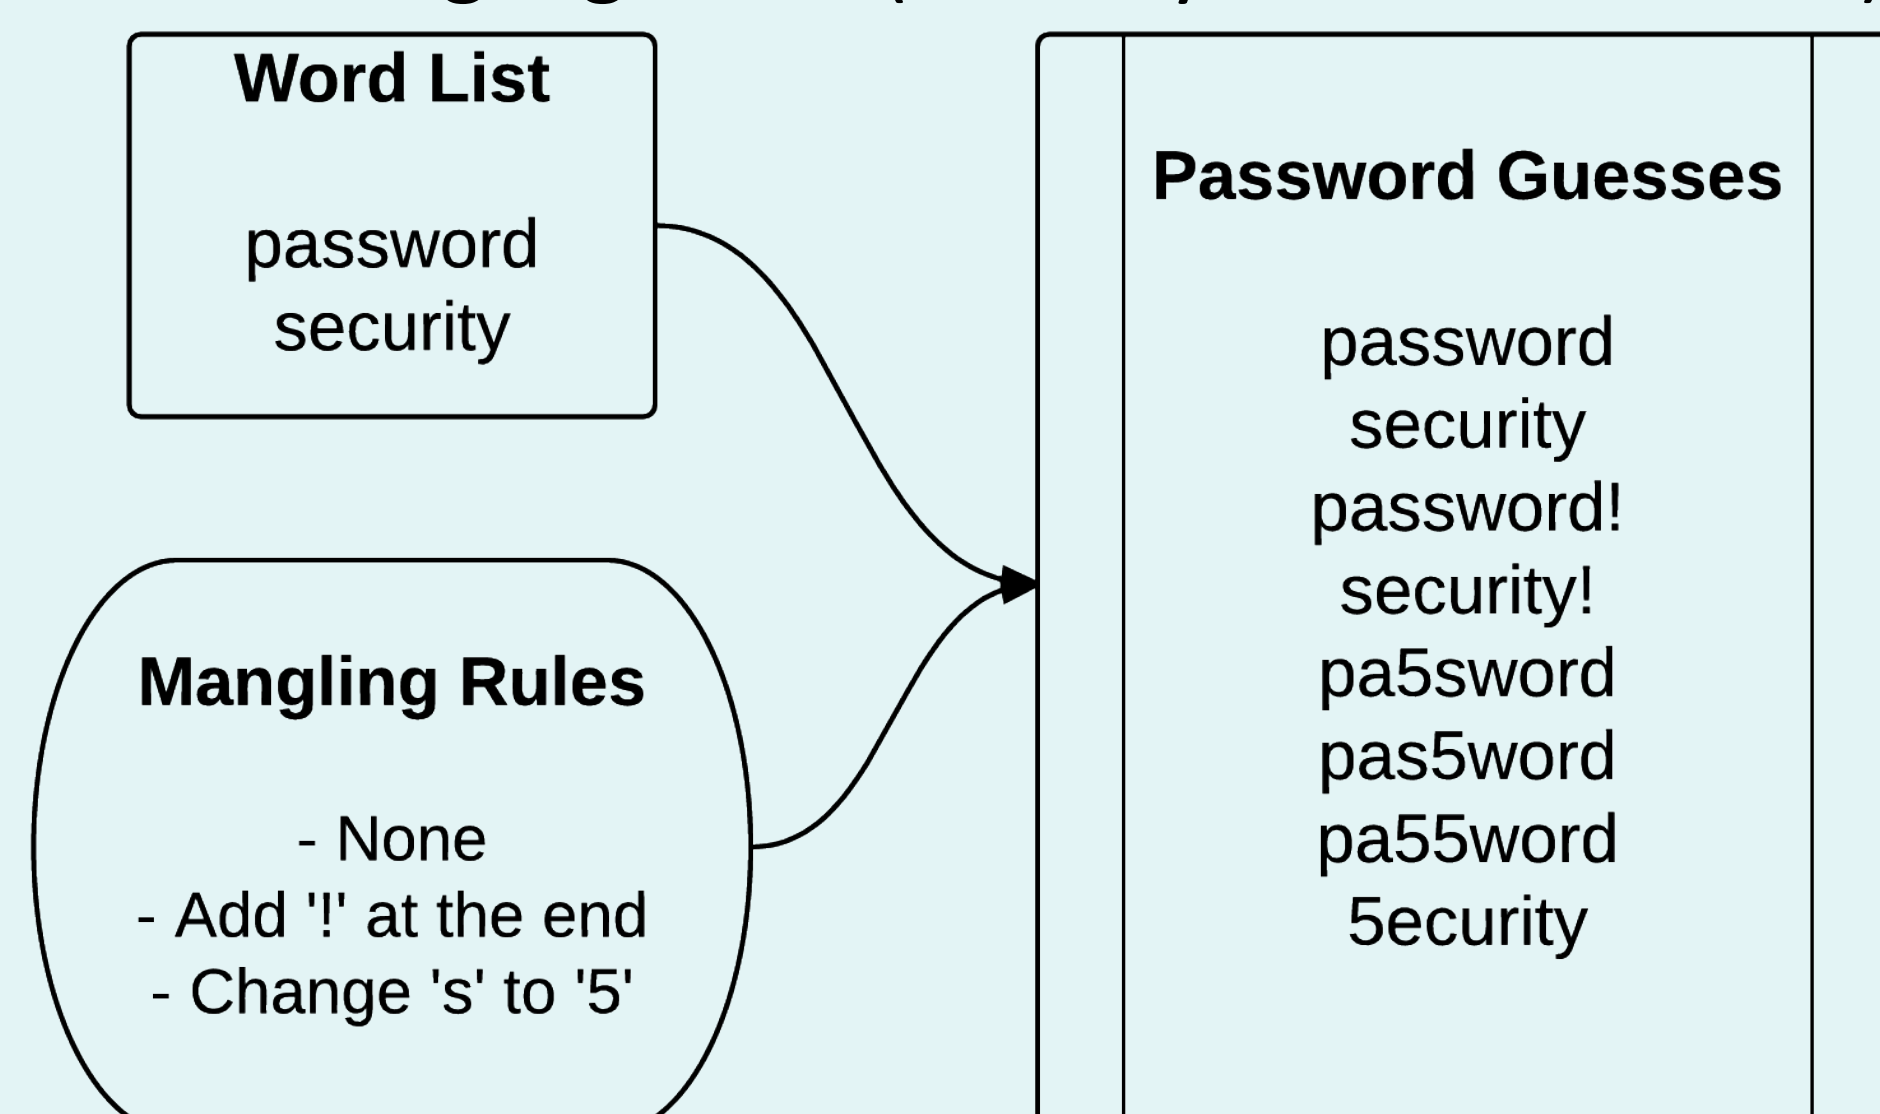 Word List
password
security
Mangling Rules
- None
- Add '!' at the end
- Change 's' to '5'
Password Guesses
password
security
password!
security!
pa5sword
pas5word
pa55word
5ecurity